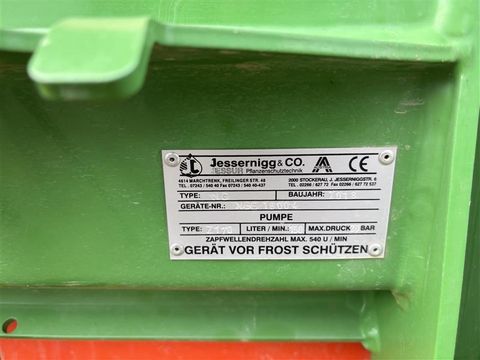 Jessernigg & CO.
JESSUR Pflanzenschutztechnik
4614 MARCHTRENK, FREILINGER STR. 48
TEL. 07243 / 540 40 Fax 07243 / 540 40-437
2000 STOCKERAU, J. JESSERNIGGSTR. 6
TEL. 02266 / 627 72 Fax 02266 / 627 72 537
CE
TYPE:
BAUJAHR:
GERÄTE-NR.:
PUMPE
TYPE:
LITER / MIN.:
MAX.DRUCK
BAR
ZAPFWELLENDREHZAHL MAX. 540 U / MIN
GERÄT VOR FROST SCHÜTZEN